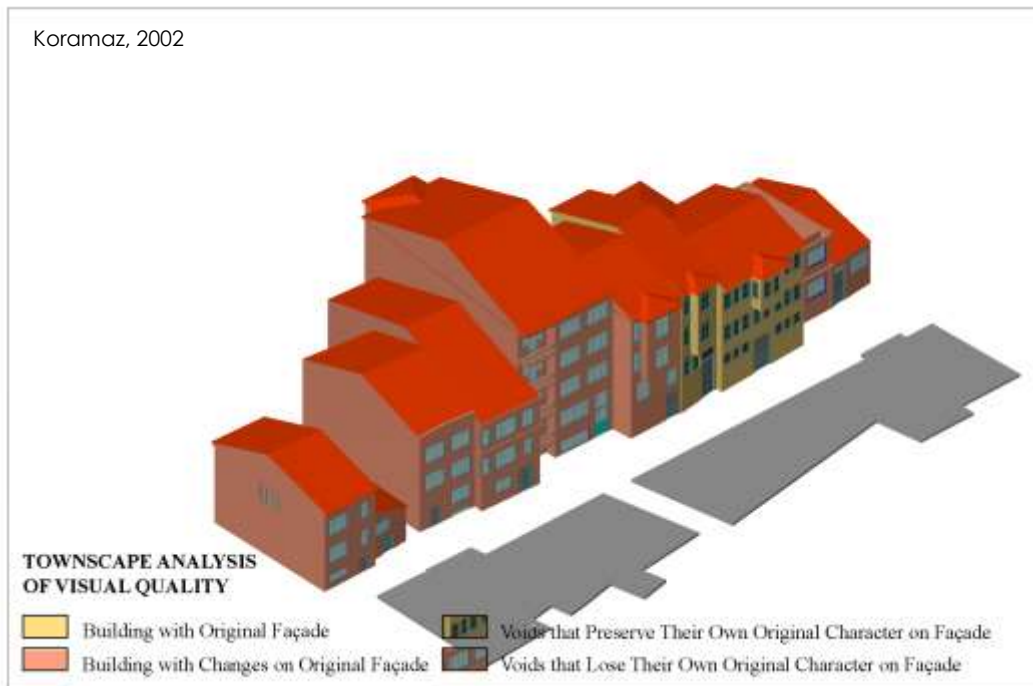 Koramaz, 2002
TOWNSCAPE ANALYSIS
OF VISUAL QUALITY
Building with Original Façade
Building with Changes on Original Façade
Voids that Preserve Their Own Original Character on Façade
Voids that Lose Their Own Original Character on Façade